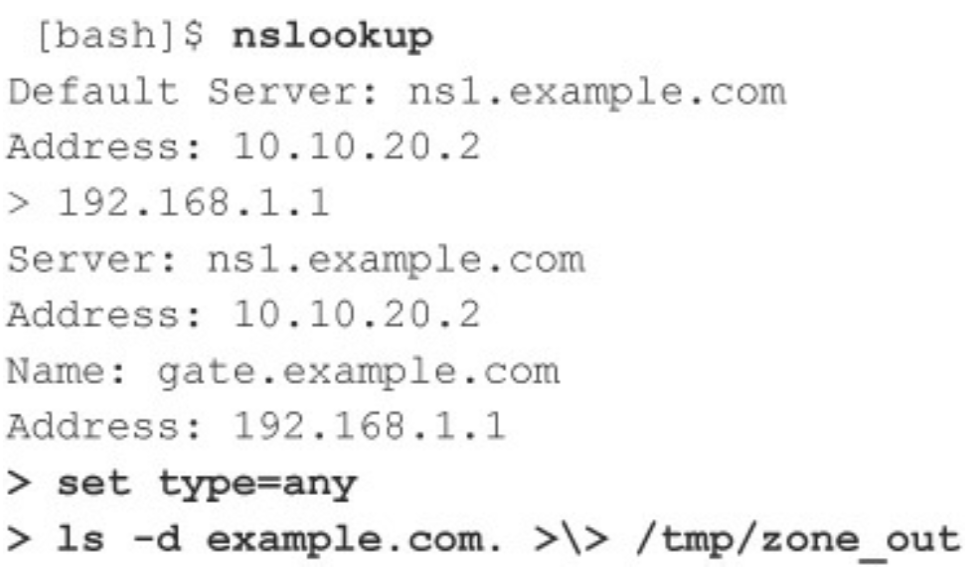 [bash]$ nslookup
Default Server: ns1.example.com
Address: 10.10.20.2
> 192.168.1.1
Server: ns1.example.com
Address: 10.10.20.2
Name: gate.example.com
Address: 192.168.1.1
> set type=any
> ls -d example.com. >\> /tmp/zone_out